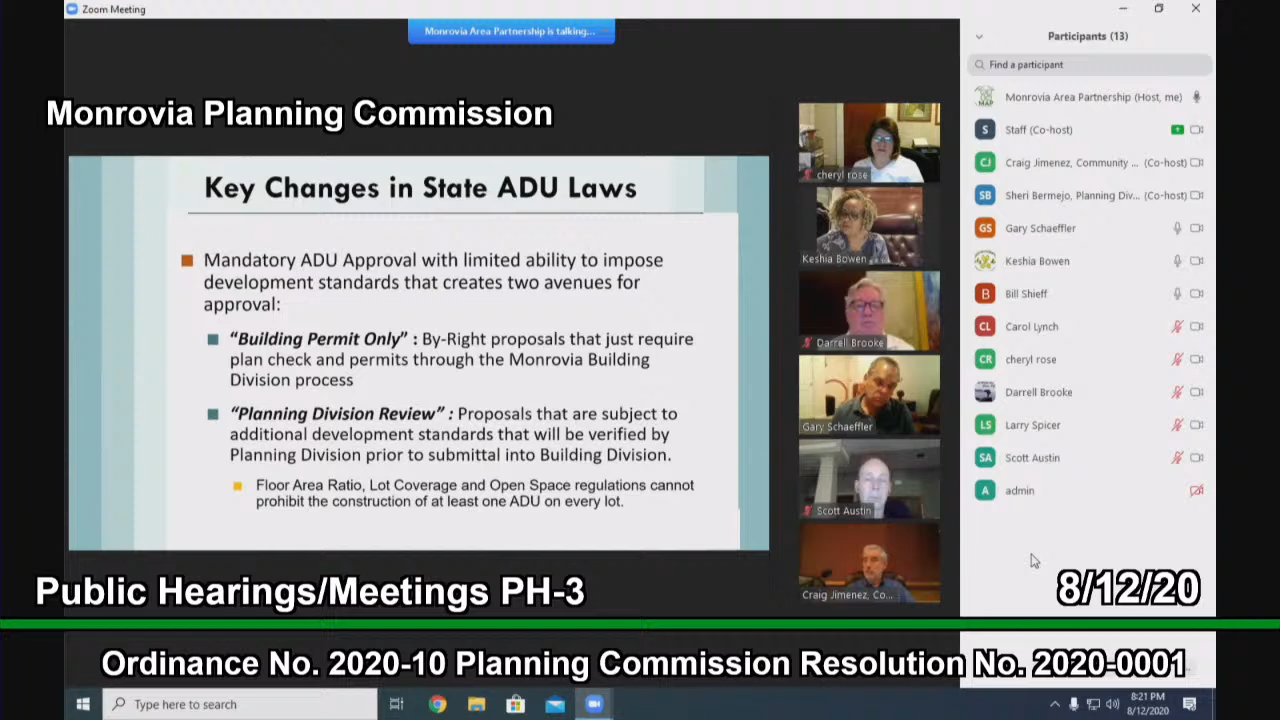 Zoom Meeting
Monrovia Area Partnership is talking...
Participants (13)
Find a participant
Monrovia Planning Commission
Key Changes in State ADU Laws
Mandatory ADU Approval with limited ability to impose
development standards that creates two avenues for
approval:
“Building Permit Only” : By-Right proposals that just require
plan check and permits through the Monrovia Building
Division process
“Planning Division Review” : Proposals that are subject to
additional development standards that will be verified by
Planning Division prior to submittal into Building Division.
Floor Area Ratio, Lot Coverage and Open Space regulations cannot
prohibit the construction of at least one ADU on every lot.
cheryl rose
Keshia Bowen
Darrell Brooke
Gary Schaeffler
Scott Austin
Craig Jimenez, Co...
MAP Monrovia Area Partnership (Host, me)
S Staff (Co-host)
CJ Craig Jimenez, Community ... (Co-host)
SB Sheri Bermejo, Planning Div... (Co-host)
GS Gary Schaeffler
Keshia Bowen
B Bill Shieff
CL Carol Lynch
CR cheryl rose
Darrell Brooke
LS Larry Spicer
SA Scott Austin
A admin
Public Hearings/Meetings PH-3
8/12/20
Ordinance No. 2020-10 Planning Commission Resolution No. 2020-0001
Type here to search
8:21 PM
8/12/2020